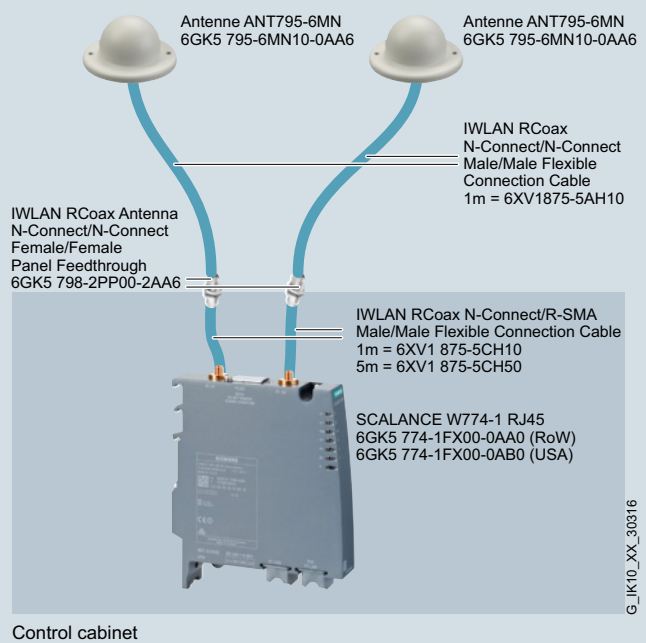 Antenne ANT795-6MN
6GK5 795-6MN10-0AA6
Antenne ANT795-6MN
6GK5 795-6MN10-0AA6
IWLAN RCoax
N-Connect/N-Connect
Male/Male Flexible
Connection Cable
1m = 6XV1875-5AH10
IWLAN RCoax Antenna
N-Connect/N-Connect
Female/Female
Panel Feedthrough
6GK5 798-2PP00-2AA6
IWLAN RCoax N-Connect/R-SMA
Male/Male Flexible Connection Cable
1m = 6XV1 875-5CH10
5m = 6XV1 875-5CH50
SCALANCE W774-1 RJ45
6GK5 774-1FX00-0AA0 (RoW)
6GK5 774-1FX00-0AB0 (USA)
SIEMENS
G_IK10_XX_30316
Control cabinet